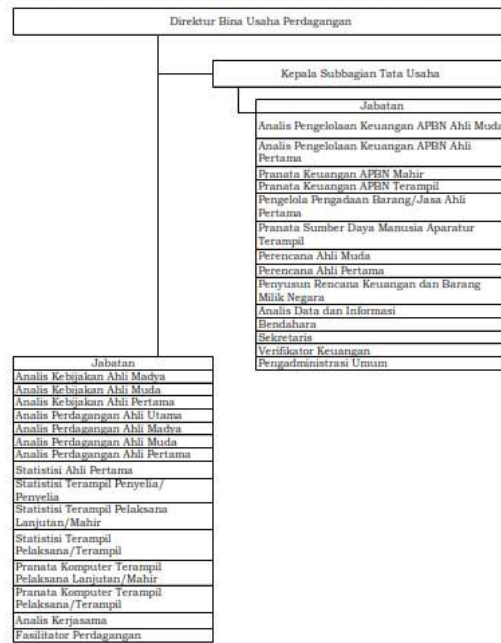 Direktur Bina Usaha Perdagangan
Kepala Subbagian Tata Usaha
Jabatan
Analis Pengelolaan Keuangan APBN Ahli Muda
Analis Pengelolaan Keuangan APBN Ahli
Pertama
Pranata Keuangan APBN Mahir
Pranata Keuangan APBN Terampil
Pengelola Pengadaan Barang/Jasa Ahli
Pertama
Pranata Sumber Daya Manusia Aparatur
Terampil
Perencana Ahli Muda
Perencana Ahli Pertama
Penyusun Rencana Keuangan dan Barang
Milik Negara
Analis Data dan Informasi
Bendahara
Sekretaris
Verifikator Keuangan
Pengadministrasi Umum
Jabatan
Analis Kebijakan Ahli Madya
Analis Kebijakan Ahli Muda
Analis Kebijakan Ahli Pertama
Analis Perdagangan Ahli Utama
Analis Perdagangan Ahli Madya
Analis Perdagangan Ahli Muda
Analis Perdagangan Ahli Pertama
Statistisi Ahli Pertama
Statistisi Terampil Penyelia/
Penyelia
Statistisi Terampil Pelaksana
Lanjutan/Mahir
Statistisi Terampil
Pelaksana/Terampil
Pranata Komputer Terampil
Pelaksana Lanjutan/Mahir
Pranata Komputer Terampil
Pelaksana/Terampil
Analis Kerjasama
Fasilitator Perdagangan